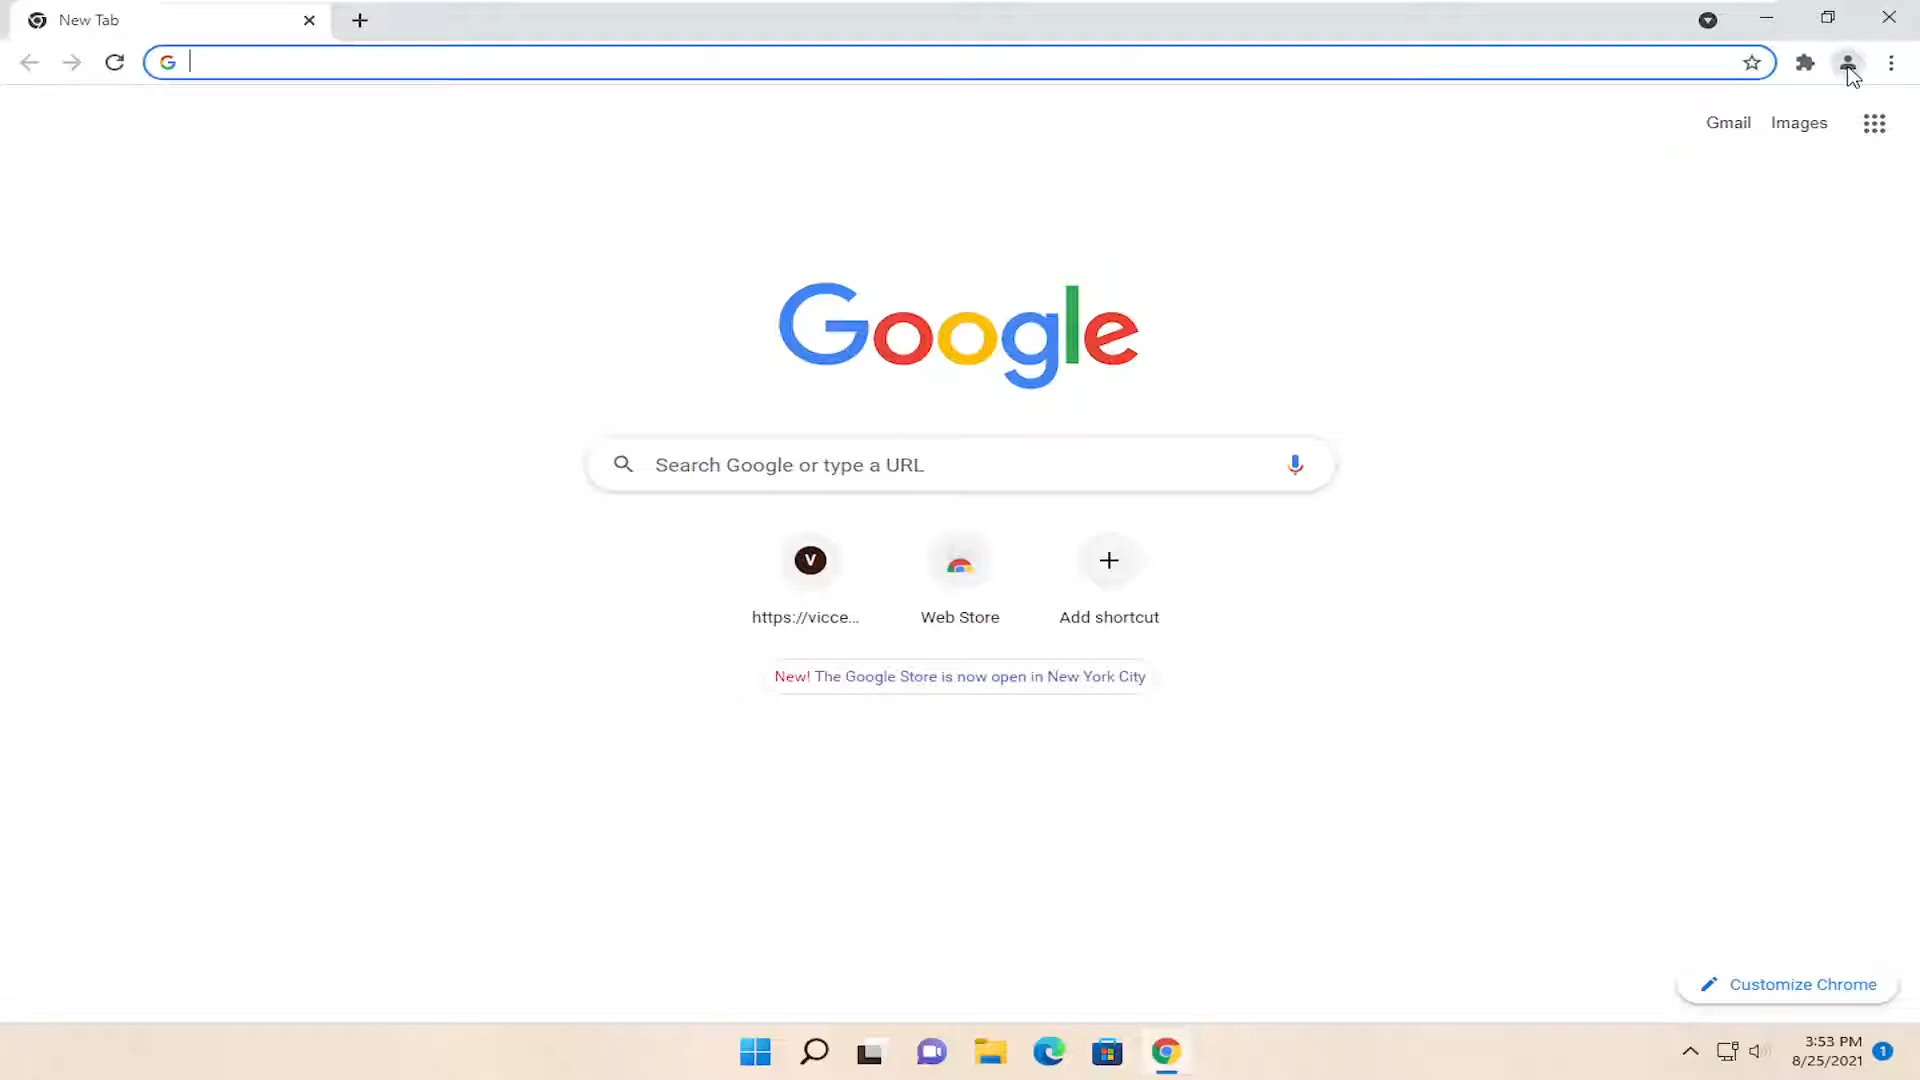 New Tab
Gmail Images
Google
Search Google or type a URL
V
https://vicce... Web Store Add shortcut
New! The Google Store is now open in New York City
Customize Chrome
3:53 PM
8/25/2021 1